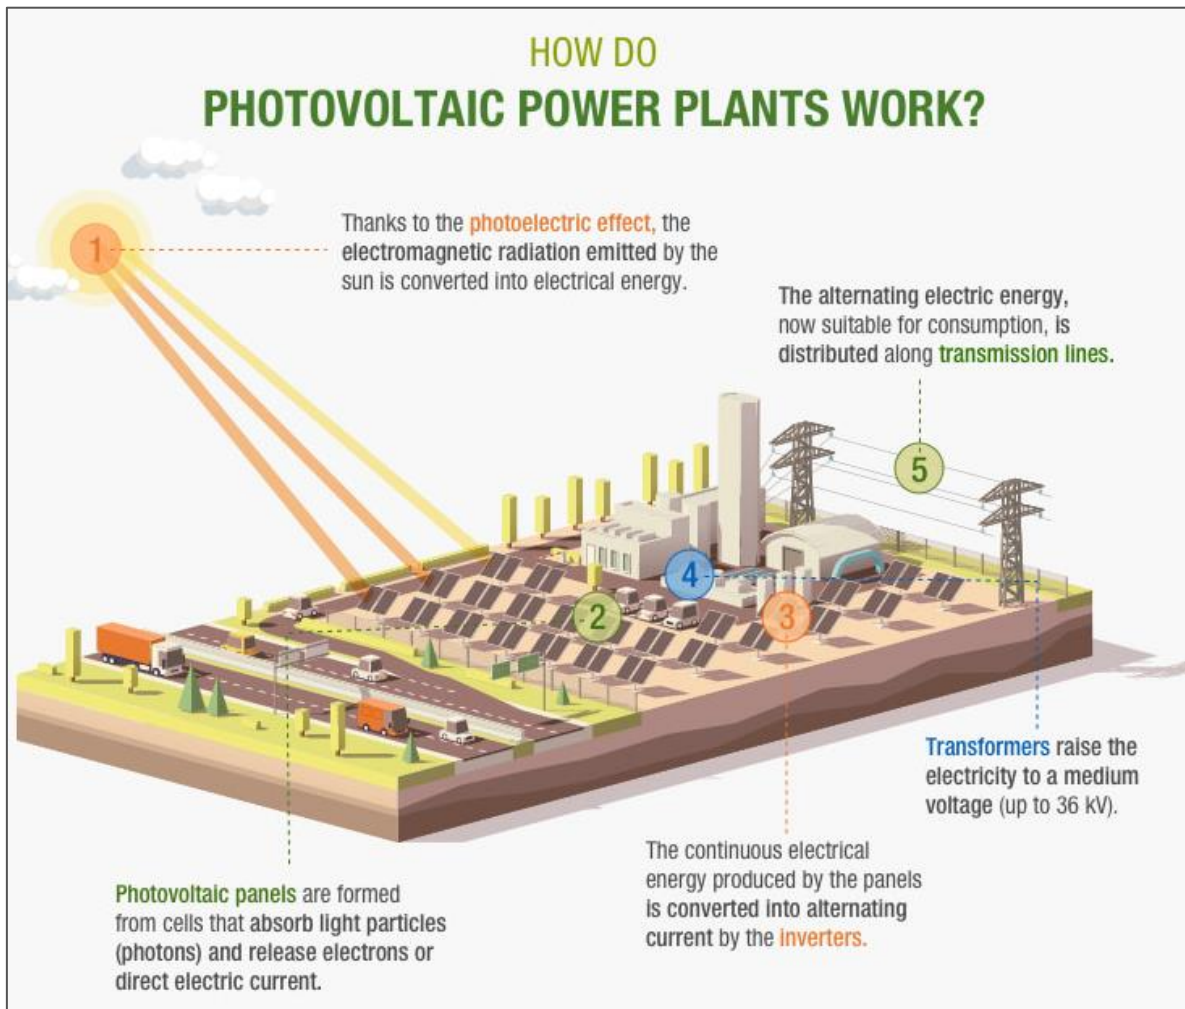 HOW DO
PHOTOVOLTAIC POWER PLANTS WORK?
1
Thanks to the photoelectric effect, the
electromagnetic radiation emitted by the
sun is converted into electrical energy.
The alternating electric energy,
now suitable for consumption, is
distributed along transmission lines.
5
4
2
3
Transformers raise the
electricity to a medium
voltage (up to 36 kV).
The continuous electrical
energy produced by the panels
is converted into alternating
current by the inverters.
Photovoltaic panels are formed
from cells that absorb light particles
(photons) and release electrons or
direct electric current.